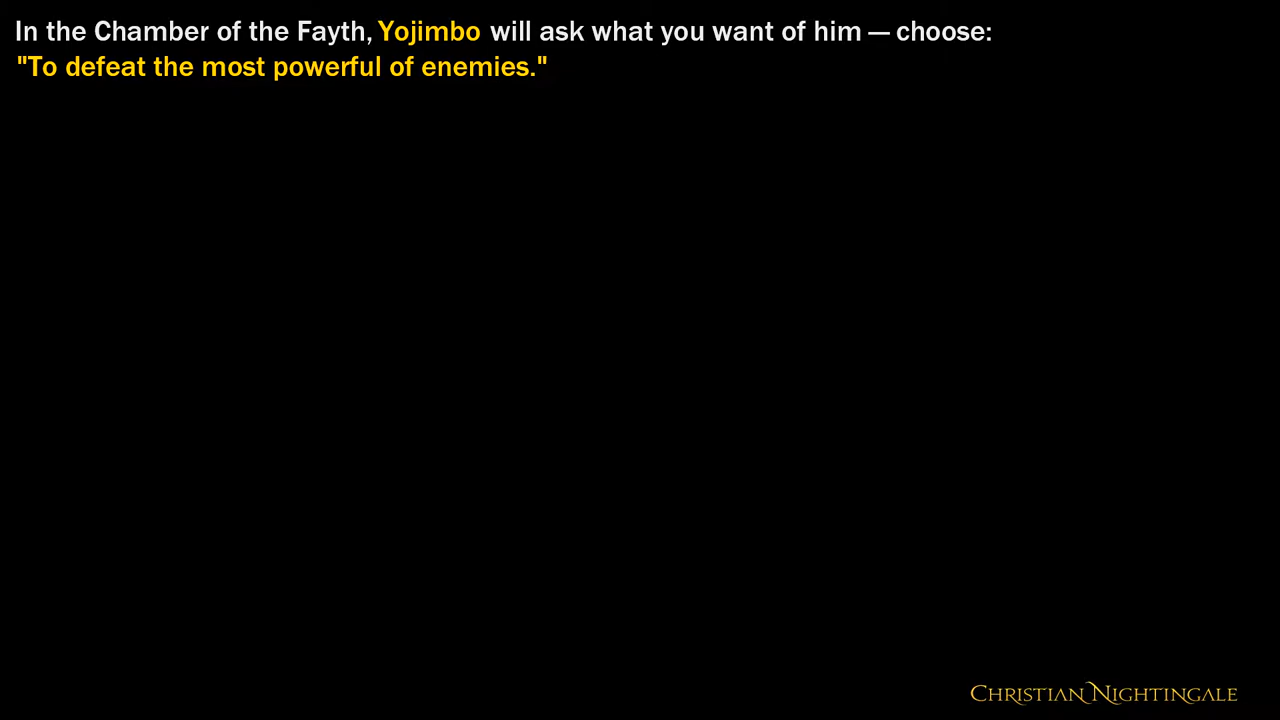 In the Chamber of the Fayth, Yojimbo will ask what you want of him — choose:
"To defeat the most powerful of enemies."
Christian Nightingale